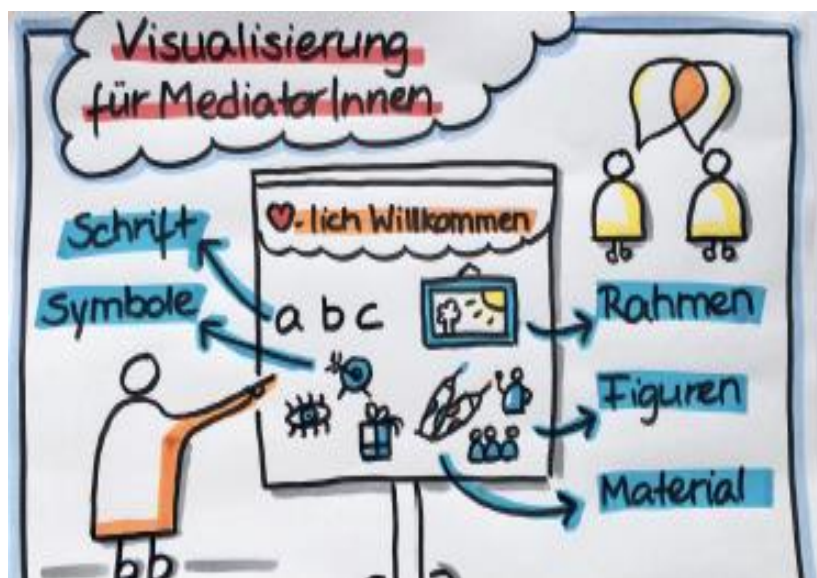 Visualisierung
für MediatorInnen
♥-lich Willkommen
Schrift
Symbole
a b c
Rahmen
Figuren
Material